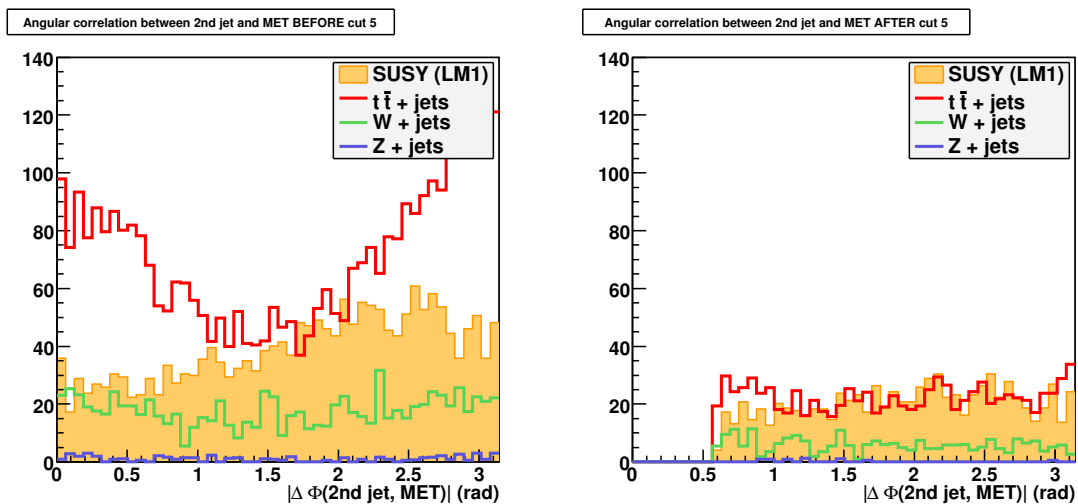 Angular correlation between 2nd jet and MET BEFORE cut 5
140
120
100
80
60
40
20
0
SUSY (LM1)
t t̄ + jets
W + jets
Z + jets
0 0.5 1 1.5 2 2.5 3
|Δ Φ(2nd jet, MET)| (rad)
Angular correlation between 2nd jet and MET AFTER cut 5
140
120
100
80
60
40
20
0
SUSY (LM1)
t t̄ + jets
W + jets
Z + jets
0 0.5 1 1.5 2 2.5 3
|Δ Φ(2nd jet, MET)| (rad)